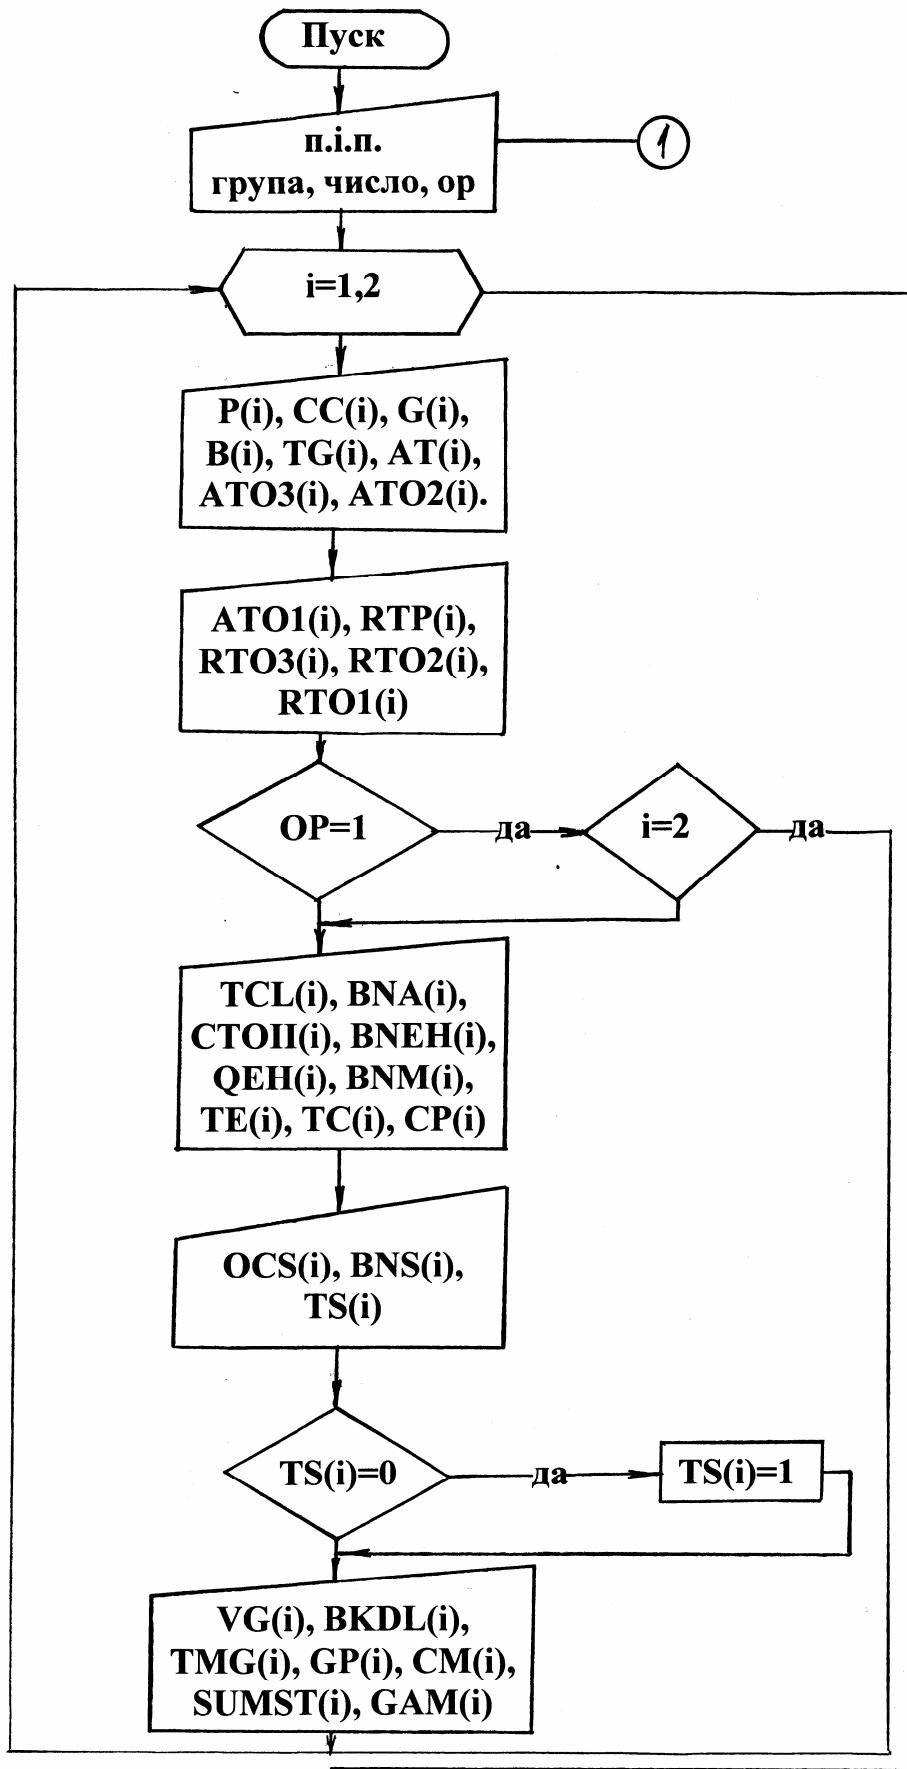 Пуск
п.і.п.
1
група, число, ор
i=1,2
P(i), CC(i), G(i),
B(i), TG(i), AT(i),
ATO3(i), ATO2(i).
ATO1(i), RTP(i),
RTO3(i), RTO2(i),
RTO1(i)
OP=1
да
i=2
да
TCL(i), BNA(i),
CTOII(i), BNEH(i),
QEH(i), BNM(i),
TE(i), TC(i), CP(i)
OCS(i), BNS(i),
TS(i)
TS(i)=0
да
TS(i)=1
VG(i), BKDL(i),
TMG(i), GP(i), CM(i),
SUMST(i), GAM(i)